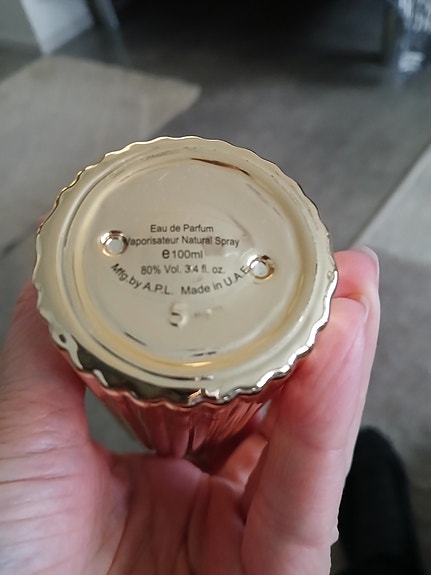 Eau de Parfum
Vaporisateur Natural Spray
e100ml
80% Vol. 3.4 fl. oz.
Mfg.by A.P.L. Made in U.A.E